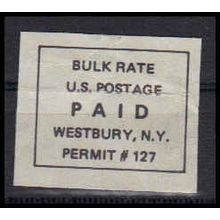 BULK RATE
U.S. POSTAGE
PAID
WESTBURY, N.Y.
PERMIT # 127